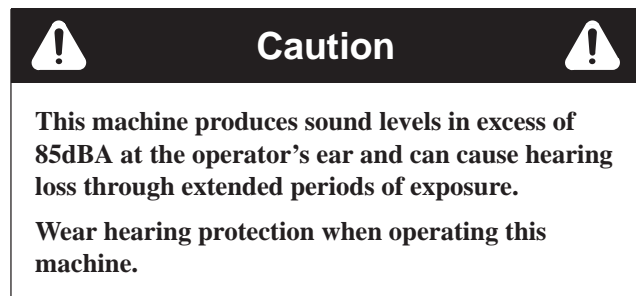 Caution
This machine produces sound levels in excess of
85dBA at the operator’s ear and can cause hearing
loss through extended periods of exposure.
Wear hearing protection when operating this
machine.